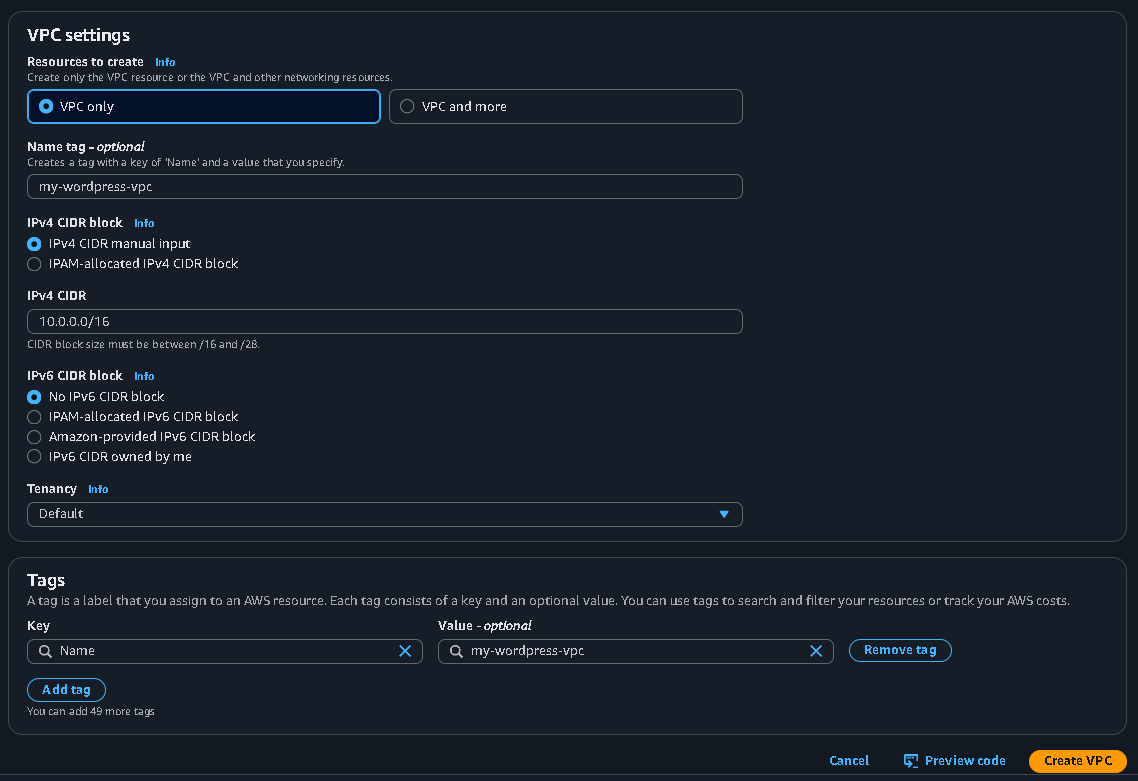 VPC settings
Resources to create Info
Create only the VPC resource or the VPC and other networking resources.
VPC only
VPC and more
Name tag - optional
Creates a tag with a key of 'Name' and a value that you specify.
my-wordpress-vpc
IPv4 CIDR block Info
IPv4 CIDR manual input
IPAM-allocated IPv4 CIDR block
IPv4 CIDR
10.0.0.0/16
CIDR block size must be between /16 and /28.
IPv6 CIDR block Info
No IPv6 CIDR block
IPAM-allocated IPv6 CIDR block
Amazon-provided IPv6 CIDR block
IPv6 CIDR owned by me
Tenancy Info
Default
Tags
A tag is a label that you assign to an AWS resource. Each tag consists of a key and an optional value. You can use tags to search and filter your resources or track your AWS costs.
Key
Value - optional
Name
my-wordpress-vpc
Remove tag
Add tag
You can add 49 more tags
Cancel
Preview code
Create VPC